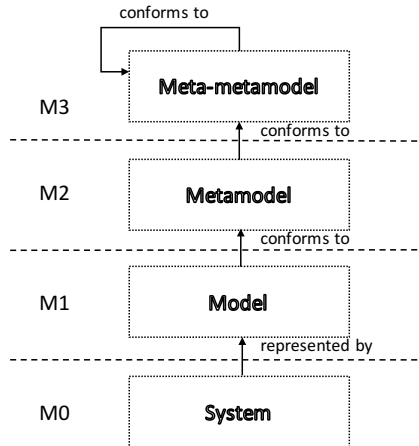 conforms to
Meta-metamodel
M3
conforms to
M2
Metamodel
conforms to
M1
Model
represented by
M0
System